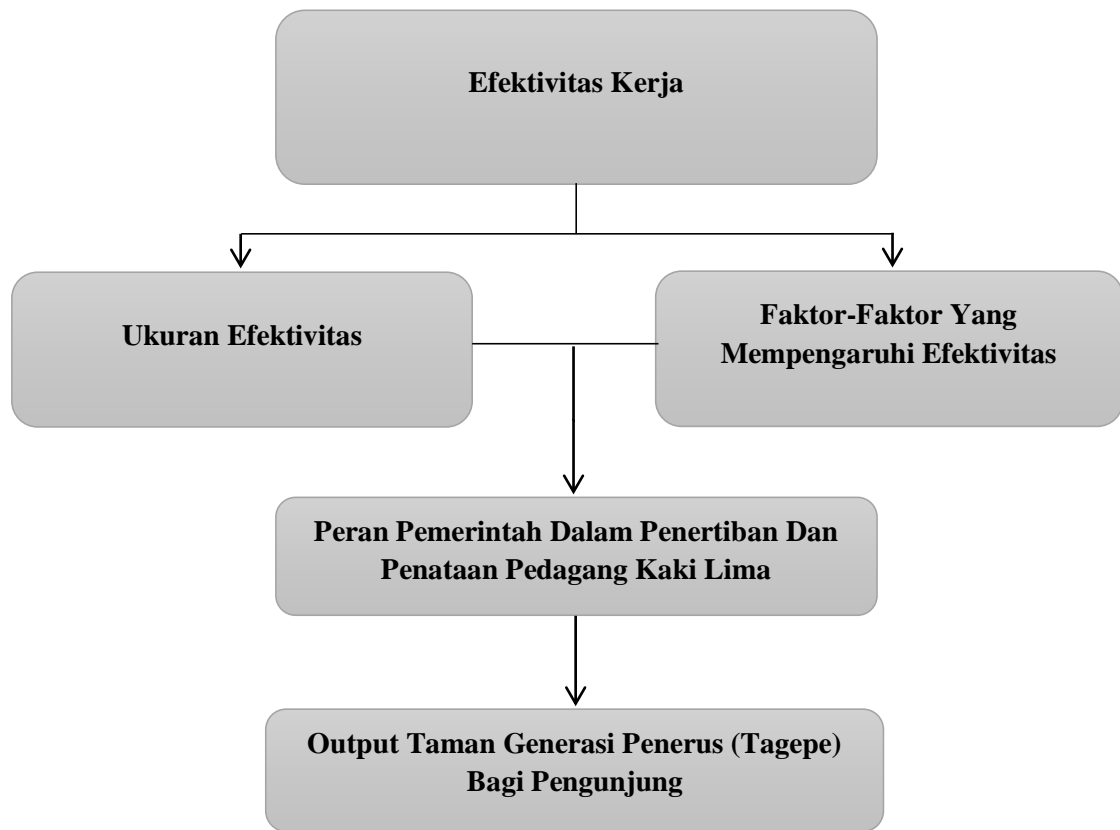 Efektivitas Kerja
Ukuran Efektivitas
Faktor-Faktor Yang
Mempengaruhi Efektivitas
Peran Pemerintah Dalam Penertiban Dan
Penataan Pedagang Kaki Lima
Output Taman Generasi Penerus (Tagepe)
Bagi Pengunjung